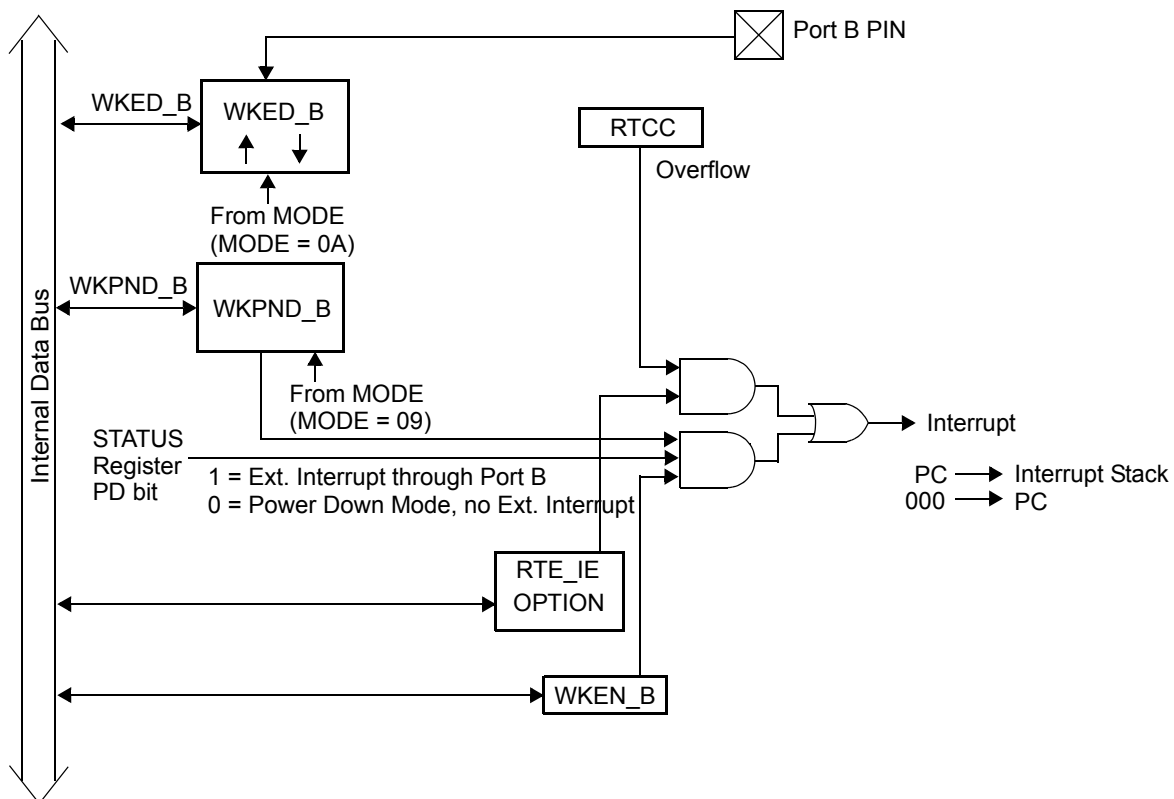 Port B PIN
WKED_B
WKED_B
RTCC
Overflow
From MODE
(MODE = 0A)
WKPND_B
WKPND_B
Internal Data Bus
From MODE
(MODE = 09)
STATUS
Register
PD bit
1 = Ext. Interrupt through Port B
0 = Power Down Mode, no Ext. Interrupt
Interrupt
PC Interrupt Stack
000 PC
RTE_IE
OPTION
WKEN_B